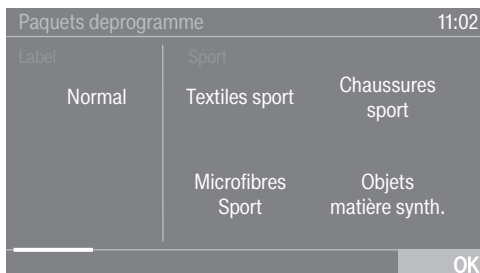 Paquets deprogramme 11:02
Label Sport
Normal Textiles sport Chaussures
sport
Microfibres Objets
Sport matière synth.
OK